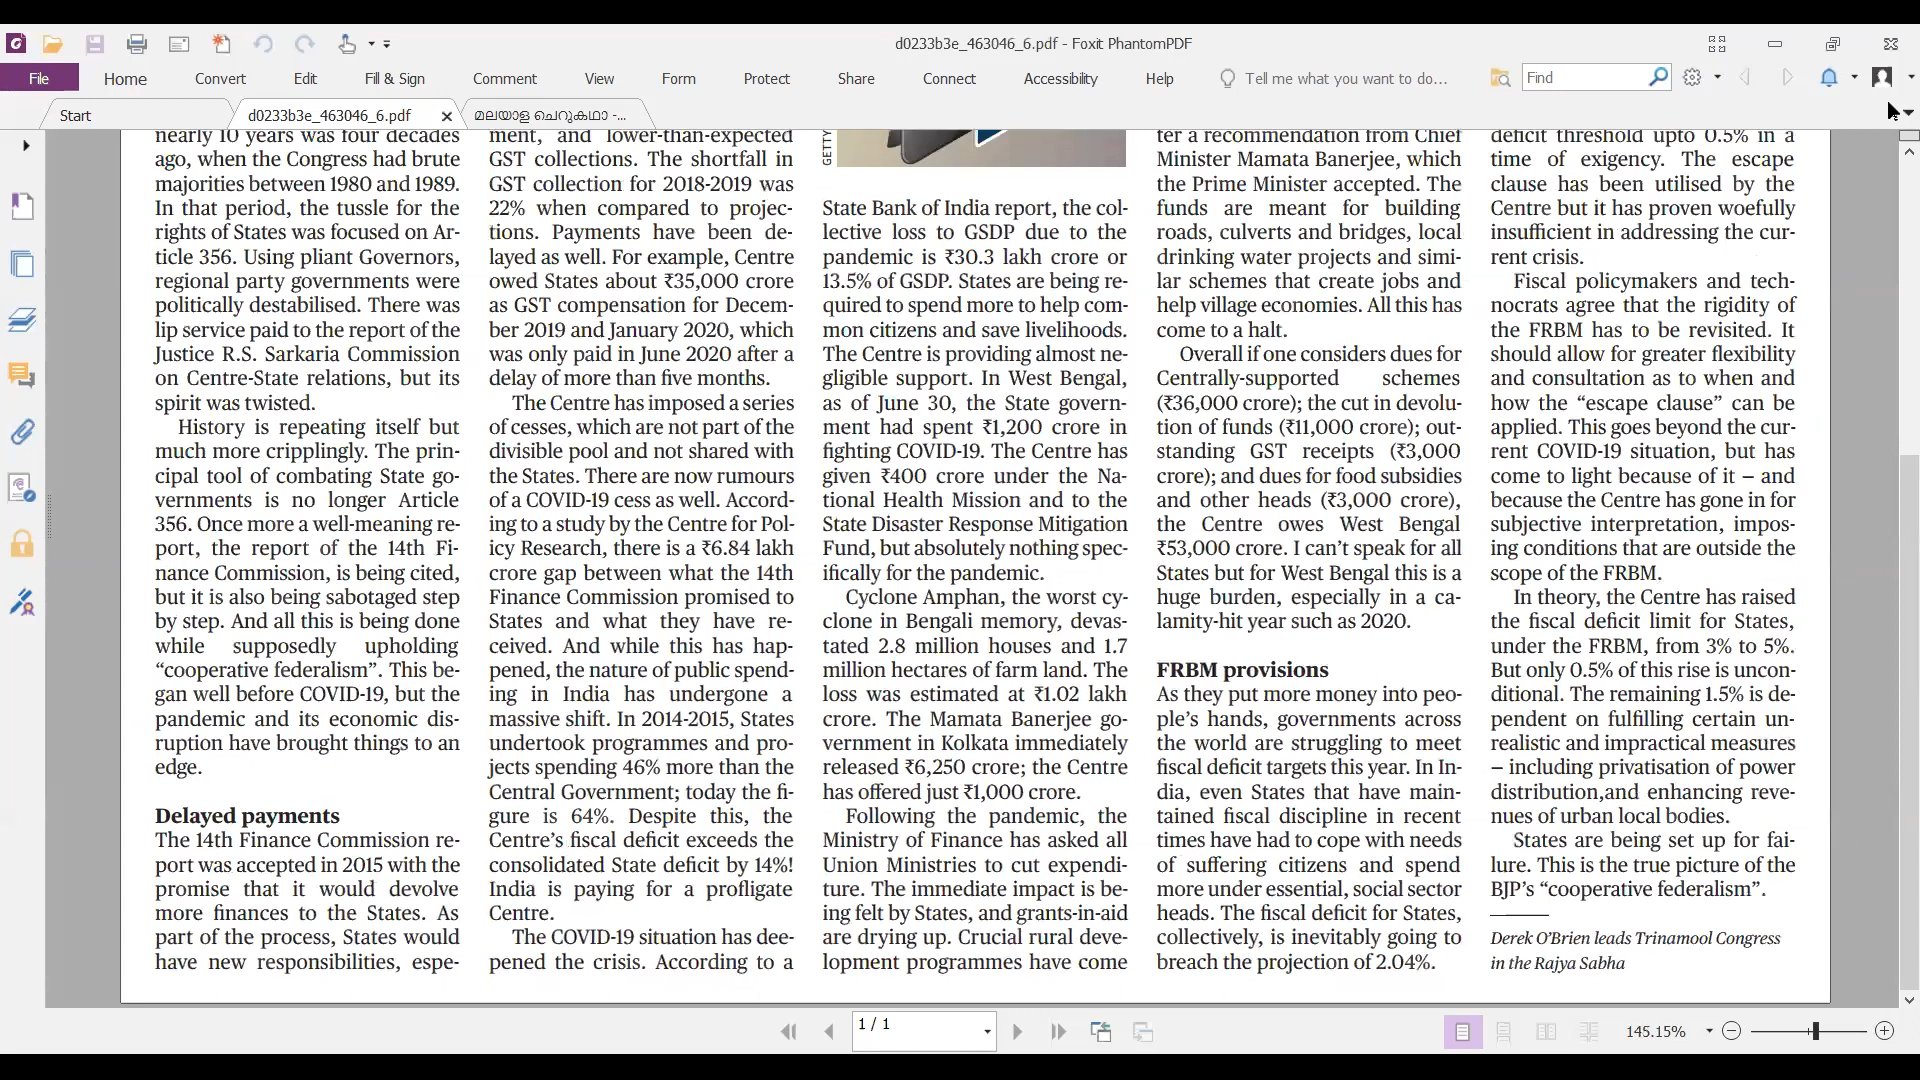 d0233b3e_463046_6.pdf - Foxit PhantomPDF
File Home Convert Edit Fill & Sign Comment View Form Protect Share Connect Accessibility Help Tell me what you want to do... Find
Start d0233b3e_463046_6.pdf മലയാള ചെറുകഥാ -...
nearly 10 years was four decades
ago, when the Congress had brute
majorities between 1980 and 1989.
In that period, the tussle for the
rights of States was focused on Ar-
ticle 356. Using pliant Governors,
regional party governments were
politically destabilised. There was
lip service paid to the report of the
Justice R.S. Sarkaria Commission
on Centre-State relations, but its
spirit was twisted.
History is repeating itself but
much more cripplingly. The prin-
cipal tool of combating State go-
vernments is no longer Article
356. Once more a well-meaning re-
port, the report of the 14th Fi-
nance Commission, is being cited,
but it is also being sabotaged step
by step. And all this is being done
while supposedly upholding
“cooperative federalism”. This be-
gan well before COVID-19, but the
pandemic and its economic dis-
ruption have brought things to an
edge.
Delayed payments
The 14th Finance Commission re-
port was accepted in 2015 with the
promise that it would devolve
more finances to the States. As
part of the process, States would
have new responsibilities, espe-
ment, and lower-than-expected
GST collections. The shortfall in
GST collection for 2018-2019 was
22% when compared to projec-
tions. Payments have been de-
layed as well. For example, Centre
owed States about ₹35,000 crore
as GST compensation for Decem-
ber 2019 and January 2020, which
was only paid in June 2020 after a
delay of more than five months.
The Centre has imposed a series
of cesses, which are not part of the
divisible pool and not shared with
the States. There are now rumours
of a COVID-19 cess as well. Accord-
ing to a study by the Centre for Pol-
icy Research, there is a ₹6.84 lakh
crore gap between what the 14th
Finance Commission promised to
States and what they have re-
ceived. And while this has hap-
pened, the nature of public spend-
ing in India has undergone a
massive shift. In 2014-2015, States
undertook programmes and pro-
jects spending 46% more than the
Central Government; today the fi-
gure is 64%. Despite this, the
Centre’s fiscal deficit exceeds the
consolidated State deficit by 14%!
India is paying for a profligate
Centre.
The COVID-19 situation has dee-
pened the crisis. According to a
GETTY
State Bank of India report, the col-
lective loss to GSDP due to the
pandemic is ₹30.3 lakh crore or
13.5% of GSDP. States are being re-
quired to spend more to help com-
mon citizens and save livelihoods.
The Centre is providing almost ne-
gligible support. In West Bengal,
as of June 30, the State govern-
ment had spent ₹1,200 crore in
fighting COVID-19. The Centre has
given ₹400 crore under the Na-
tional Health Mission and to the
State Disaster Response Mitigation
Fund, but absolutely nothing spec-
ifically for the pandemic.
Cyclone Amphan, the worst cy-
clone in Bengali memory, devas-
tated 2.8 million houses and 1.7
million hectares of farm land. The
loss was estimated at ₹1.02 lakh
crore. The Mamata Banerjee go-
vernment in Kolkata immediately
released ₹6,250 crore; the Centre
has offered just ₹1,000 crore.
Following the pandemic, the
Ministry of Finance has asked all
Union Ministries to cut expendi-
ture. The immediate impact is be-
ing felt by States, and grants-in-aid
are drying up. Crucial rural deve-
lopment programmes have come
ter a recommendation from Chief
Minister Mamata Banerjee, which
the Prime Minister accepted. The
funds are meant for building
roads, culverts and bridges, local
drinking water projects and simi-
lar schemes that create jobs and
help village economies. All this has
come to a halt.
Overall if one considers dues for
Centrally-supported schemes
(₹36,000 crore); the cut in devolu-
tion of funds (₹11,000 crore); out-
standing GST receipts (₹3,000
crore); and dues for food subsidies
and other heads (₹3,000 crore),
the Centre owes West Bengal
₹53,000 crore. I can’t speak for all
States but for West Bengal this is a
huge burden, especially in a ca-
lamity-hit year such as 2020.
FRBM provisions
As they put more money into peo-
ple’s hands, governments across
the world are struggling to meet
fiscal deficit targets this year. In In-
dia, even States that have main-
tained fiscal discipline in recent
times have had to cope with needs
of suffering citizens and spend
more under essential, social sector
heads. The fiscal deficit for States,
collectively, is inevitably going to
breach the projection of 2.04%.
deficit threshold upto 0.5% in a
time of exigency. The escape
clause has been utilised by the
Centre but it has proven woefully
insufficient in addressing the cur-
rent crisis.
Fiscal policymakers and tech-
nocrats agree that the rigidity of
the FRBM has to be revisited. It
should allow for greater flexibility
and consultation as to when and
how the “escape clause” can be
applied. This goes beyond the cur-
rent COVID-19 situation, but has
come to light because of it – and
because the Centre has gone in for
subjective interpretation, impos-
ing conditions that are outside the
scope of the FRBM.
In theory, the Centre has raised
the fiscal deficit limit for States,
under the FRBM, from 3% to 5%.
But only 0.5% of this rise is uncon-
ditional. The remaining 1.5% is de-
pendent on fulfilling certain un-
realistic and impractical measures
– including privatisation of power
distribution,and enhancing reve-
nues of urban local bodies.
States are being set up for fai-
lure. This is the true picture of the
BJP’s “cooperative federalism”.
Derek O’Brien leads Trinamool Congress
in the Rajya Sabha
1 / 1
145.15%